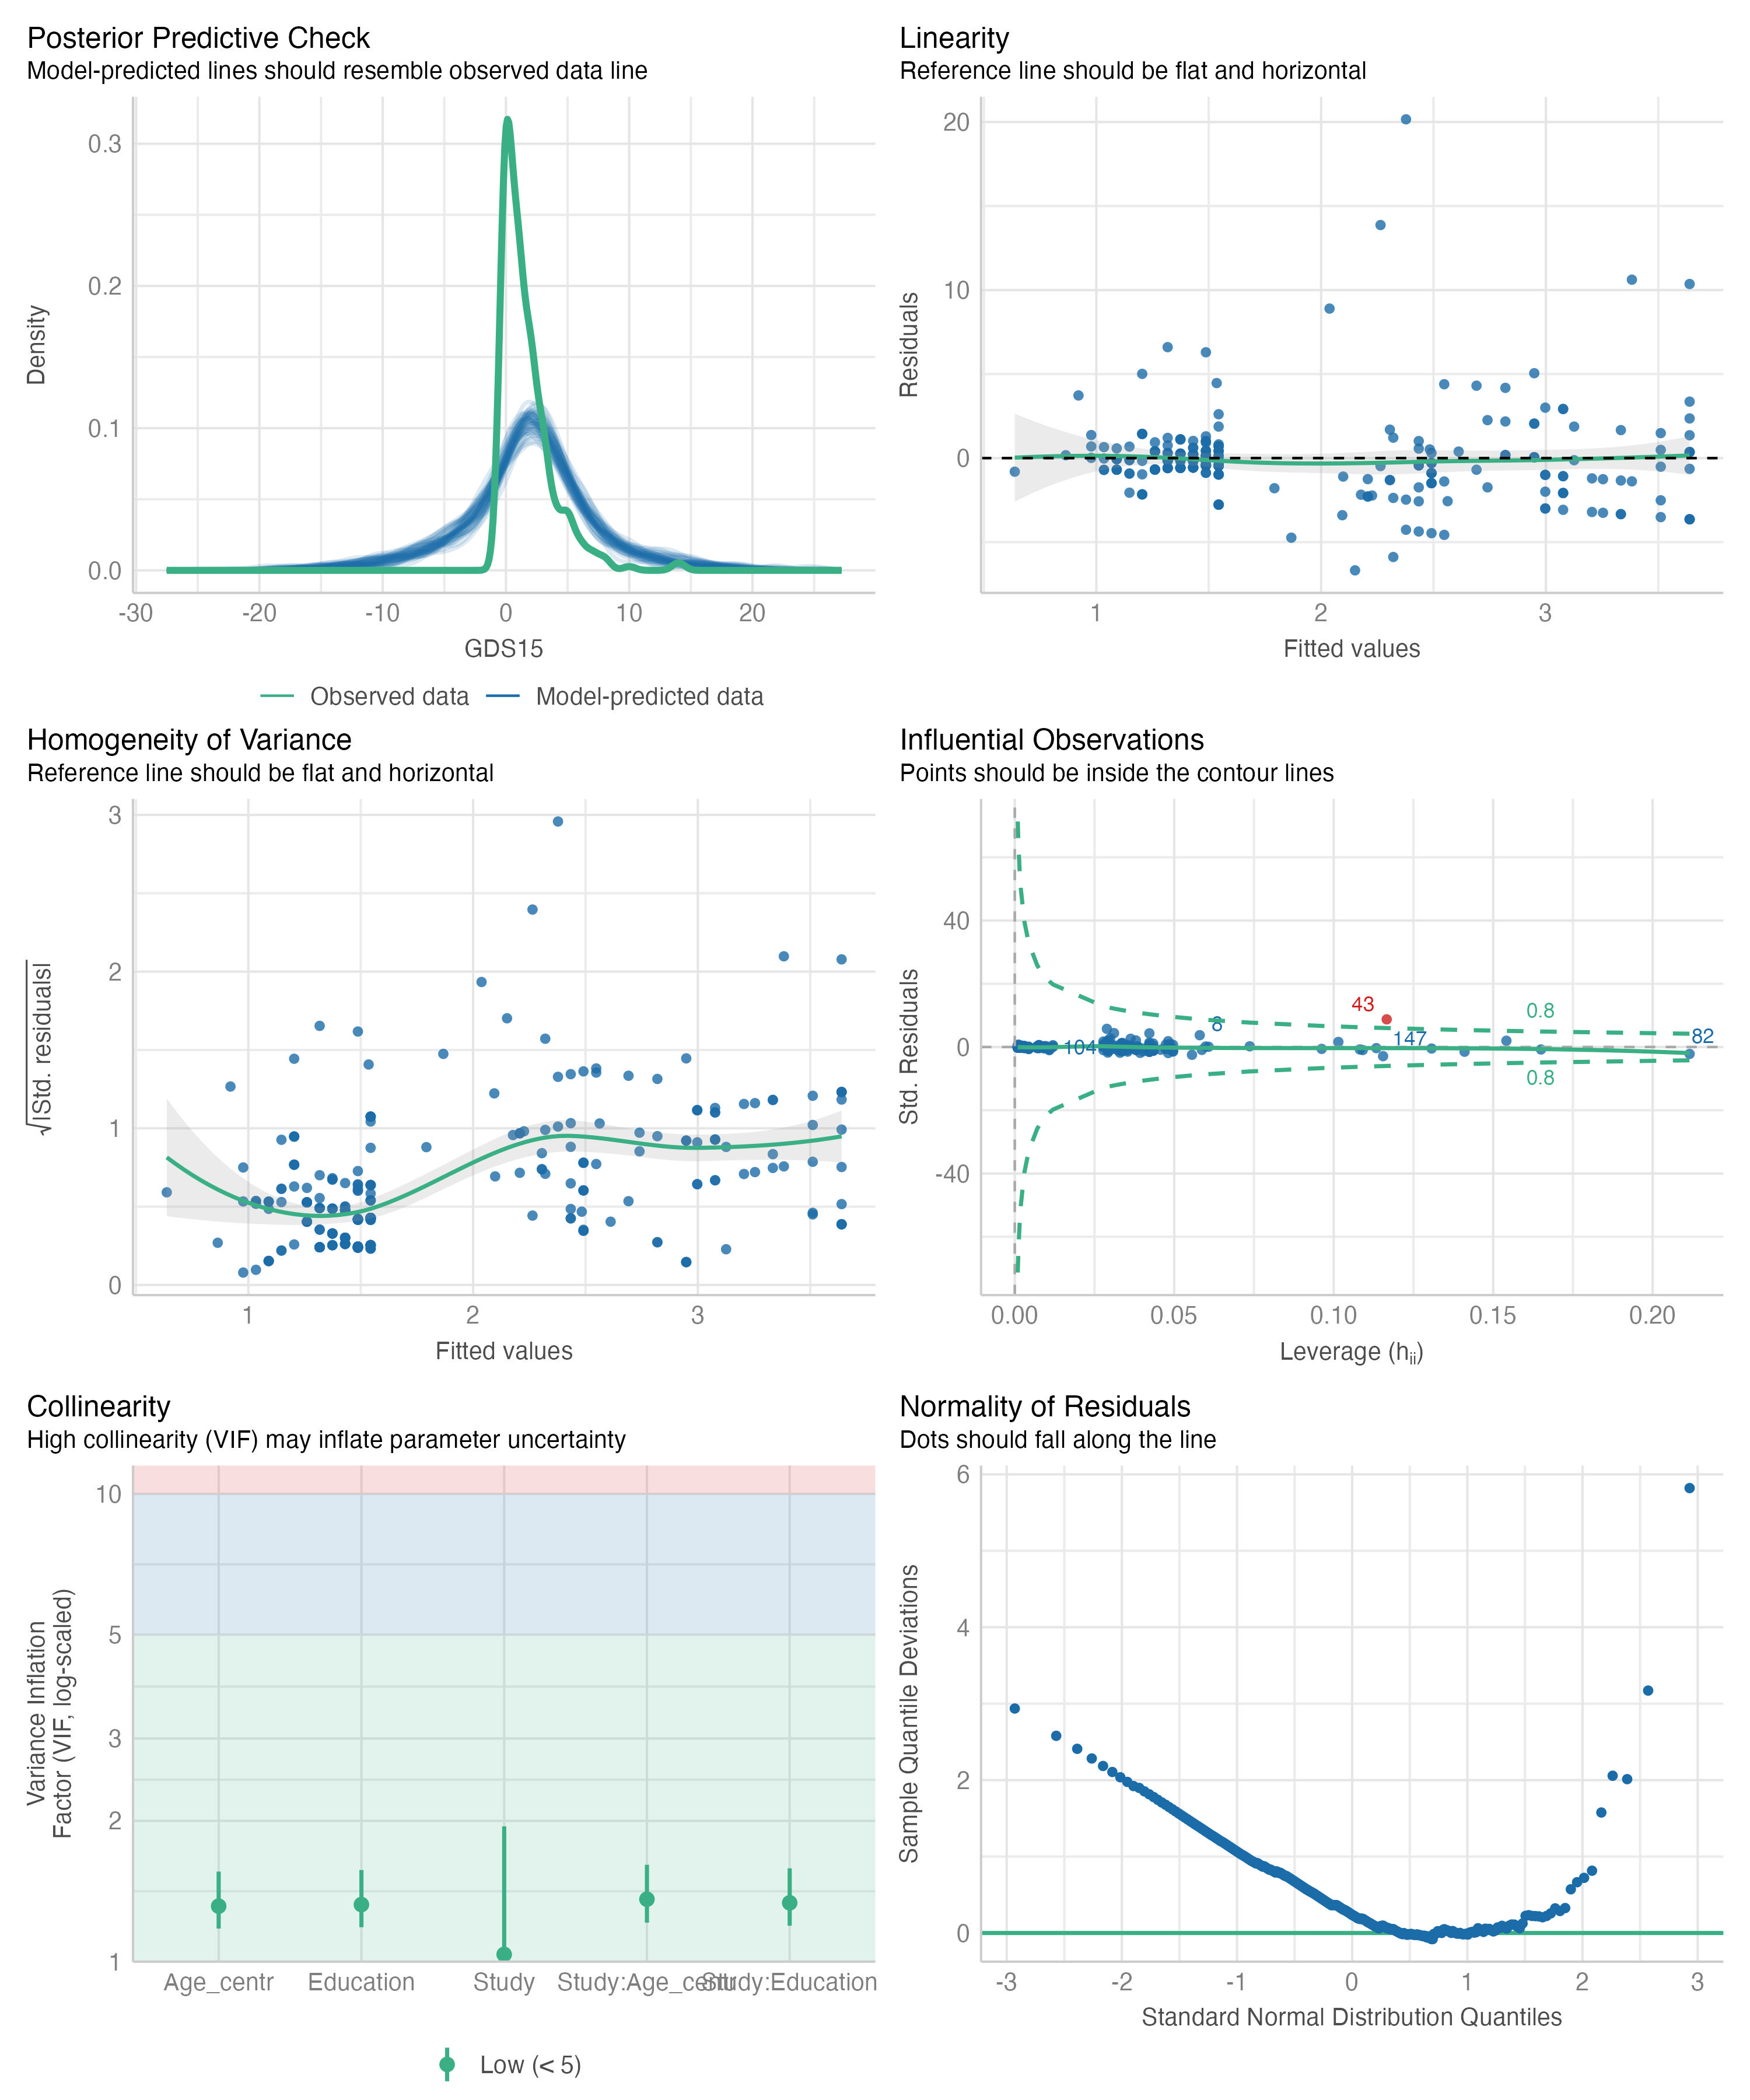 Posterior Predictive Check
Model-predicted lines should resemble observed data line
0.3
0.2
0.1
0.0
Density
-30 -20 -10 0 10 20
GDS15
Observed data Model-predicted data
Linearity
Reference line should be flat and horizontal
20
10
0
Residuals
1 2 3
Fitted values
Homogeneity of Variance
Reference line should be flat and horizontal
3
2
1
0
√|Std. residuals|
1 2 3
Fitted values
Influential Observations
Points should be inside the contour lines
40
0
-40
Std. Residuals
43
8
0.8
104
147
82
0.8
0.00 0.05 0.10 0.15 0.20
Leverage (hii)
Collinearity
High collinearity (VIF) may inflate parameter uncertainty
10
5
3
2
1
Variance Inflation
Factor (VIF, log-scaled)
Age_centr Education Study Study:Age_centr Study:Education
Low (< 5)
Normality of Residuals
Dots should fall along the line
6
4
2
0
Sample Quantile Deviations
-3 -2 -1 0 1 2 3
Standard Normal Distribution Quantiles